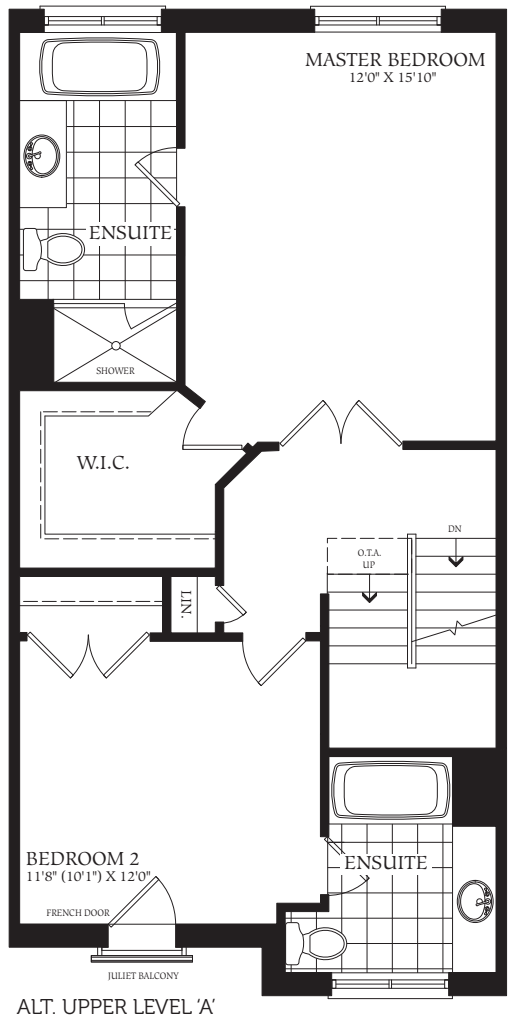 MASTER BEDROOM
12'0" X 15'10"
ENSUITE
SHOWER
W.I.C.
DN
O.T.A.
UP
LIN.
BEDROOM 2
11'8" (10'1") X 12'0"
ENSUITE
FRENCH DOOR
JULIET BALCONY
ALT. UPPER LEVEL ‘A’